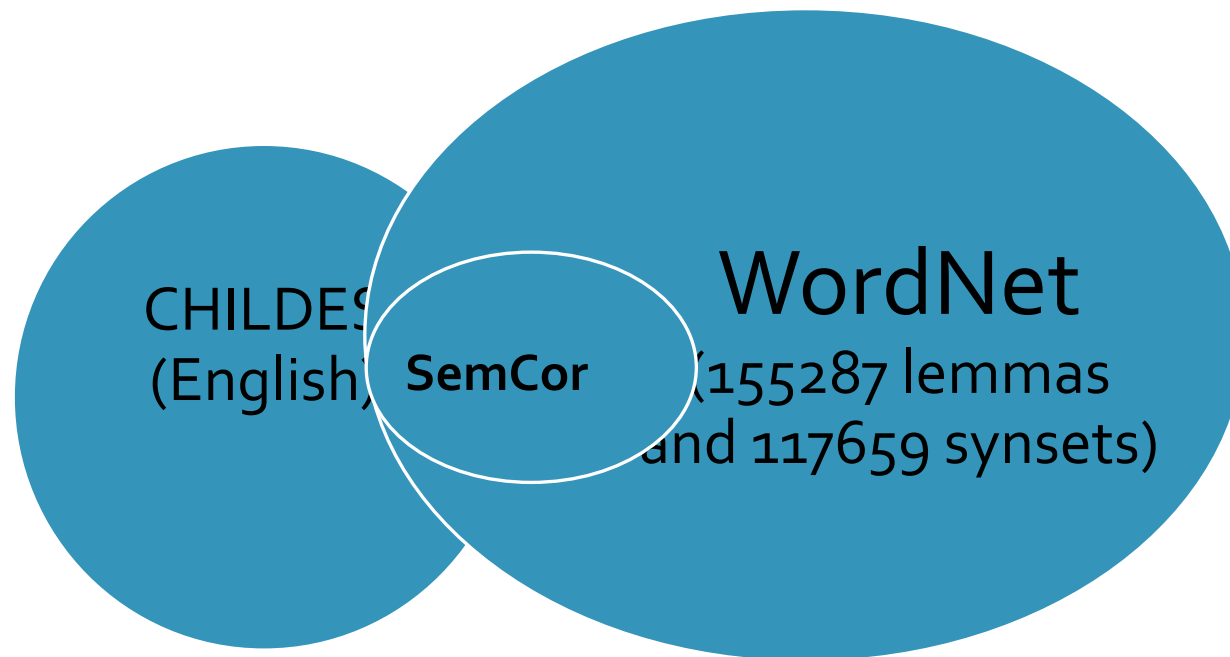 CHILDES
(English)
SemCor
WordNet
(155287 lemmas
and 117659 synsets)